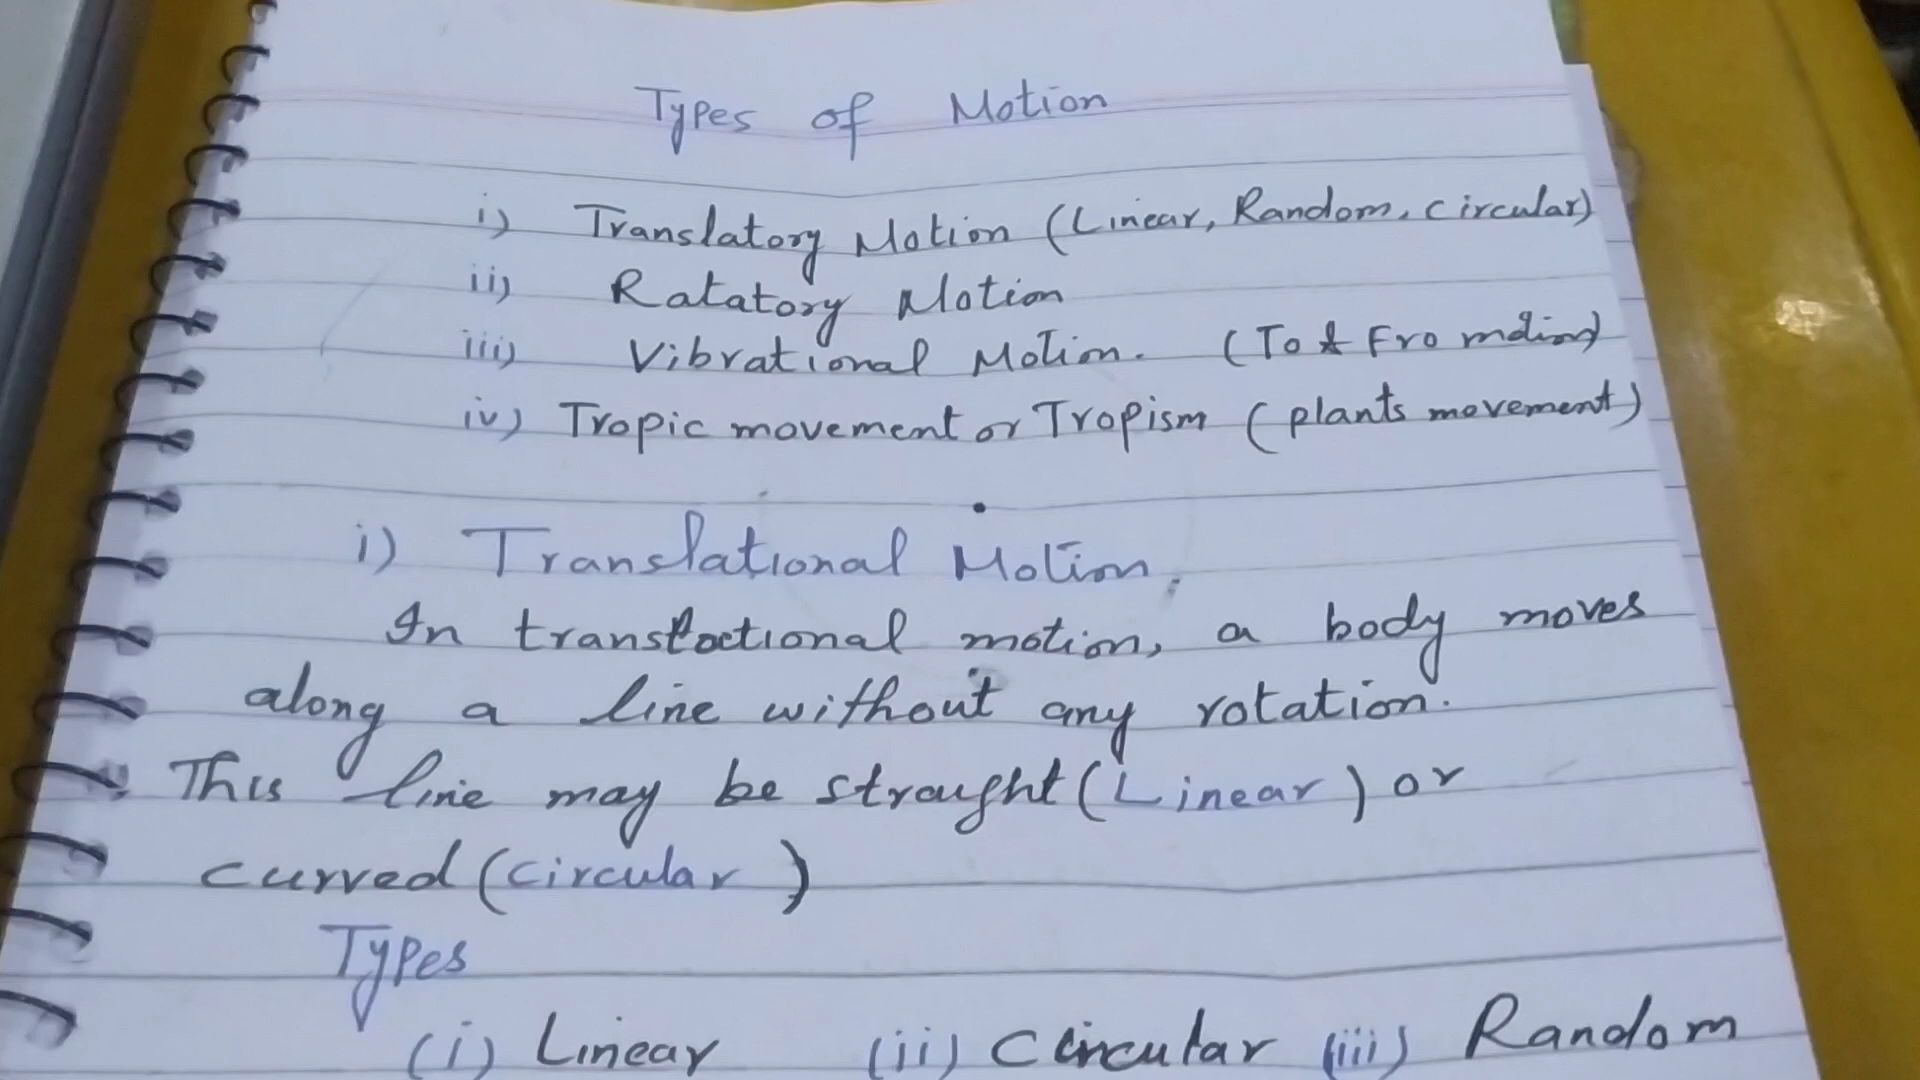 Types of Motion
i) Translatory Motion (Linear, Random, circular)
ii) Ratatory Motion
iii) Vibrational Motion. (To & Fro motion)
iv) Tropic movement or Tropism (plants movement)
i) Translational Motion.
In translactional motion, a body moves
along a line without any rotation.
This line may be straught (Linear) or
curved (circular)
Types
(i) Linear (ii) Circular (iii) Random